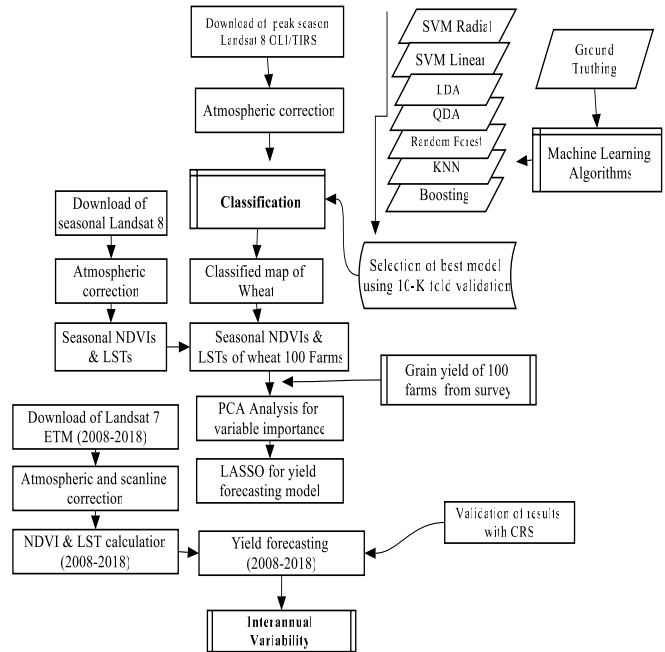 Download of peak season
Landsat 8 OLI/TIRS
Atmospheric correction
Classification
Download of
seasonal Landsat 8
Atmospheric
correction
Seasonal NDVIs
& LSTs
Classified map of
Wheat
Seasonal NDVIs &
LSTs of wheat 100 Farms
SVM Radial
SVM Linear
LDA
QDA
Random Forest
KNN
Boosting
Ground
Truthing
Machine Learning
Algorithms
Selection of best model
using 10-K fold validation
Grain yield of 100
farms from survey
PCA Analysis for
variable importance
LASSO for yield
forecasting model
Download of Landsat 7
ETM (2008-2018)
Atmospheric and scanline
correction
NDVI & LST calculation
(2008-2018)
Yield forecasting
(2008-2018)
Validation of results
with CRS
Interannual
Variability